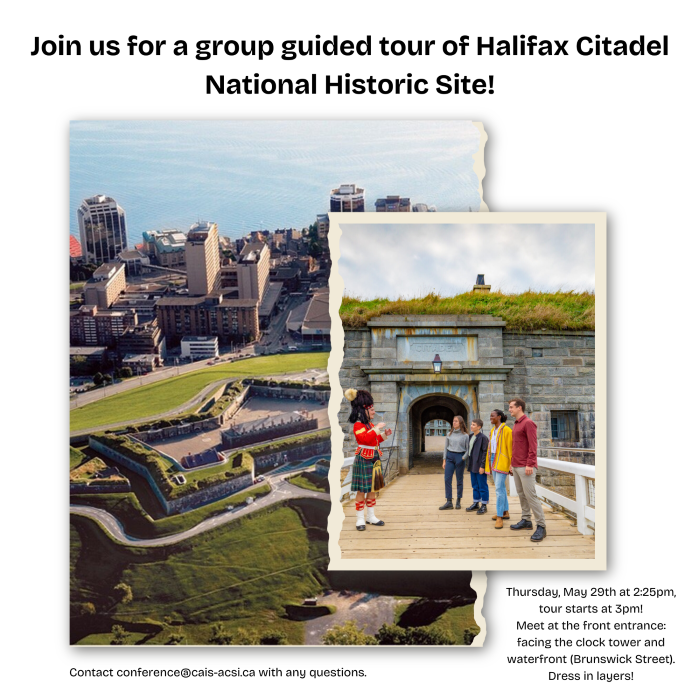 Join us for a group guided tour of Halifax Citadel
National Historic Site!
Thursday, May 29th at 2:25pm,
tour starts at 3pm!
Meet at the front entrance:
facing the clock tower and
waterfront (Brunswick Street).
Dress in layers!
Contact conference@cais-acsi.ca with any questions.